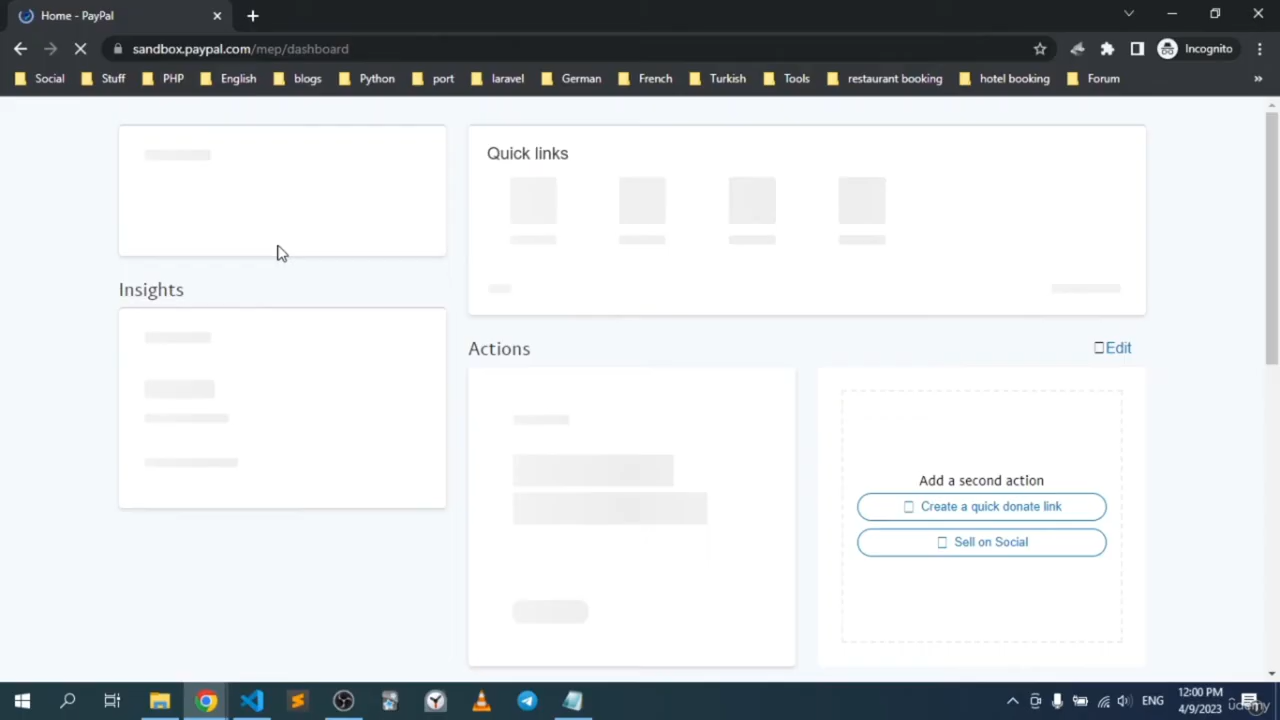 Home - PayPal
sandbox.paypal.com/mep/dashboard
Incognito
Social Stuff PHP English blogs Python port laravel German French Turkish Tools restaurant booking hotel booking Forum
Quick links
Insights
Actions
Edit
Add a second action
Create a quick donate link
Sell on Social
ENG
12:00 PM
4/9/2023
udemy